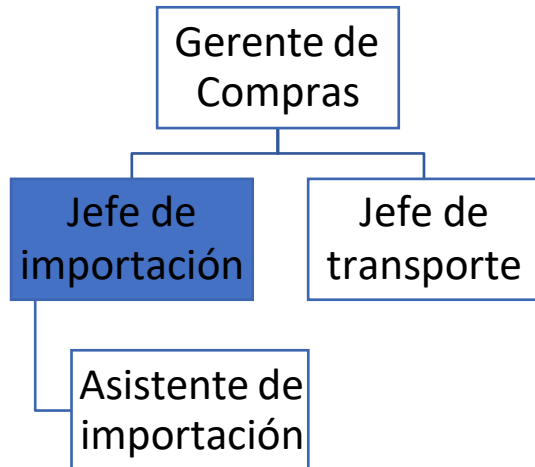 Gerente de
Compras
Jefe de
importación
Jefe de
transporte
Asistente de
importación